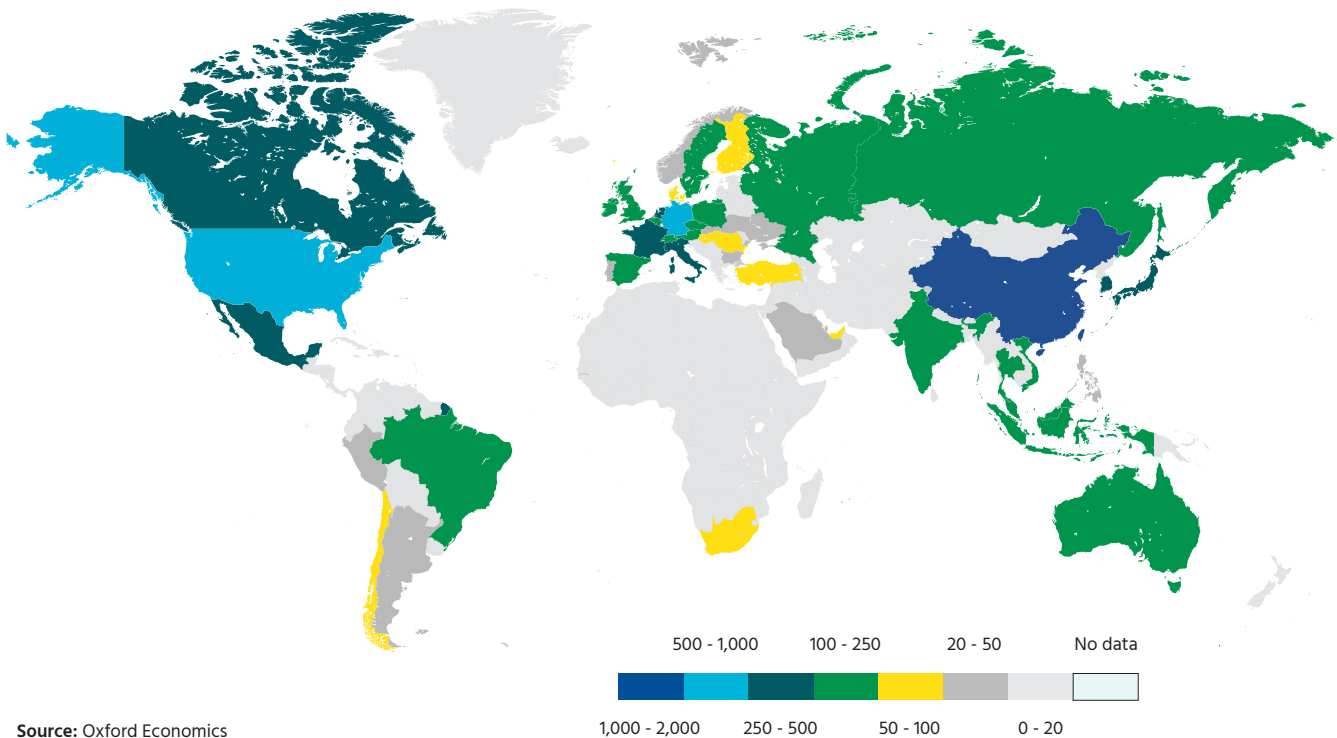 500 - 1,000 100 - 250 20 - 50 No data
1,000 - 2,000 250 - 500 50 - 100 0 - 20
Source: Oxford Economics